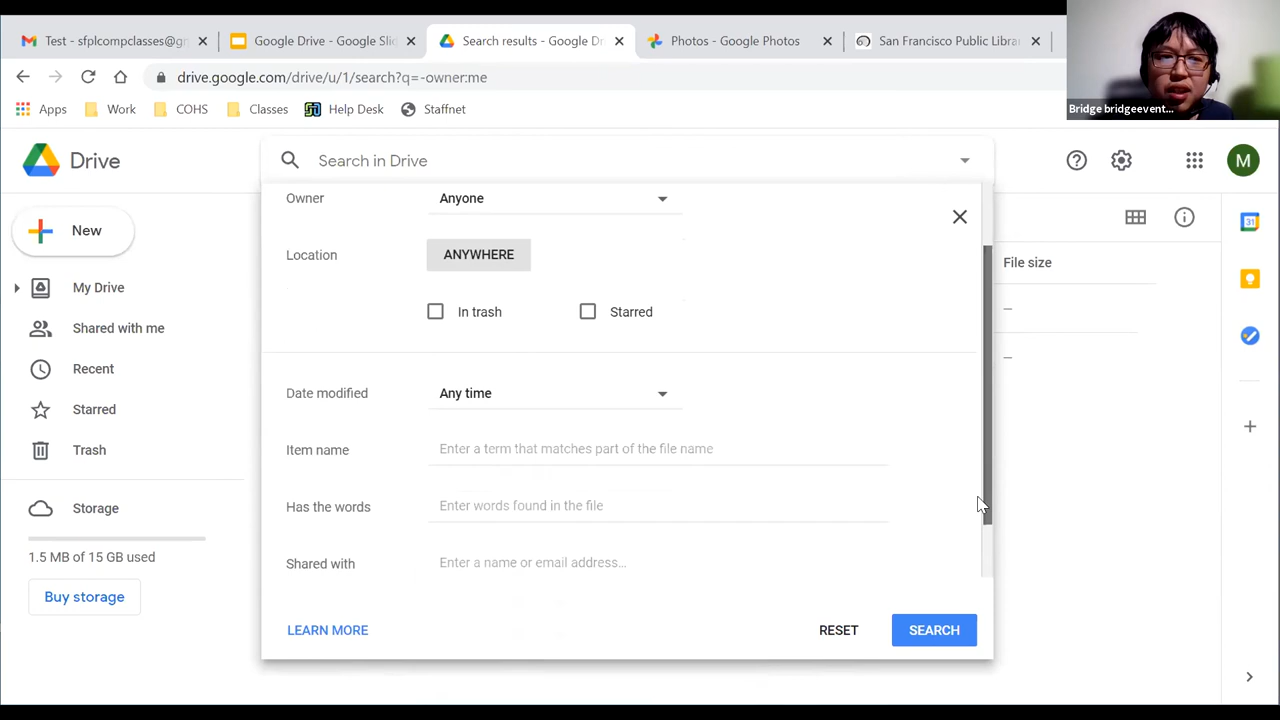 Test - sfplcompclasses@gm
Google Drive - Google Slid
Search results - Google Dr
Photos - Google Photos
San Francisco Public Librar
drive.google.com/drive/u/1/search?q=-owner:me
Apps
Work
COHS
Classes
Help Desk
Staffnet
Bridge bridgeevent...
Drive
Search in Drive
M
New
Owner
Anyone
Location
ANYWHERE
File size
–
–
In trash
Starred
My Drive
Shared with me
Recent
Starred
Trash
Storage
1.5 MB of 15 GB used
Buy storage
Date modified
Any time
Item name
Enter a term that matches part of the file name
Has the words
Enter words found in the file
Shared with
Enter a name or email address...
LEARN MORE
RESET
SEARCH
31